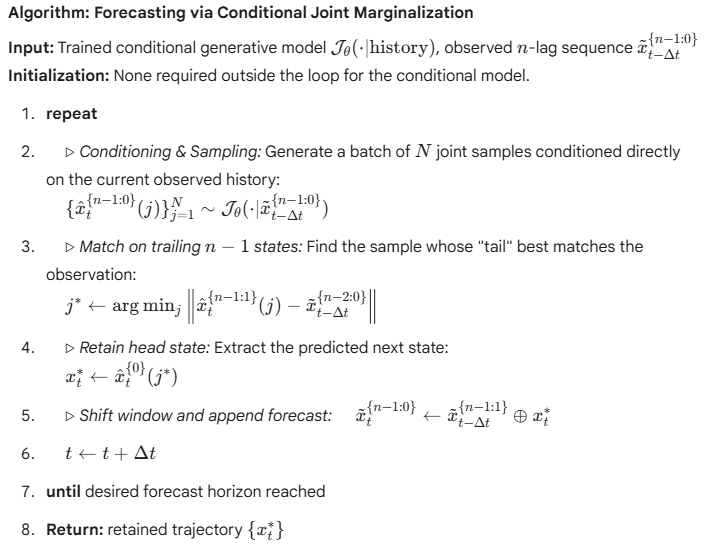 Algorithm: Forecasting via Conditional Joint Marginalization
Input: Trained conditional generative model $\mathcal{J}_\theta(\cdot|\text{history})$, observed $n$-lag sequence $\tilde{x}_{t-\Delta t}^{\{n-1:0\}}$
Initialization: None required outside the loop for the conditional model.
1. repeat
2. ▷ Conditioning & Sampling: Generate a batch of $N$ joint samples conditioned directly
on the current observed history:
$\{\hat{x}_t^{\{n-1:0\}}(j)\}_{j=1}^N \sim \mathcal{J}_\theta(\cdot|\tilde{x}_{t-\Delta t}^{\{n-1:0\}})$
3. ▷ Match on trailing $n-1$ states: Find the sample whose "tail" best matches the
observation:
$j^* \leftarrow \arg\min_j \left\| \hat{x}_t^{\{n-1:1\}}(j) - \tilde{x}_{t-\Delta t}^{\{n-2:0\}} \right\|$
4. ▷ Retain head state: Extract the predicted next state:
$x_t^* \leftarrow \hat{x}_t^{\{0\}}(j^*)$
5. ▷ Shift window and append forecast: $\tilde{x}_t^{\{n-1:0\}} \leftarrow \tilde{x}_{t-\Delta t}^{\{n-1:1\}} \oplus x_t^*$
6. $t \leftarrow t + \Delta t$
7. until desired forecast horizon reached
8. Return: retained trajectory $\{x_t^*\}$